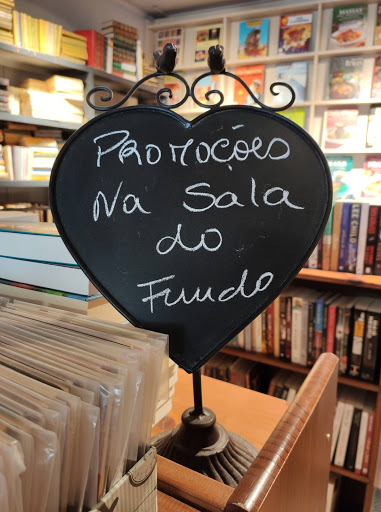 PROMOÇÕES
Na Sala
do
Fundo